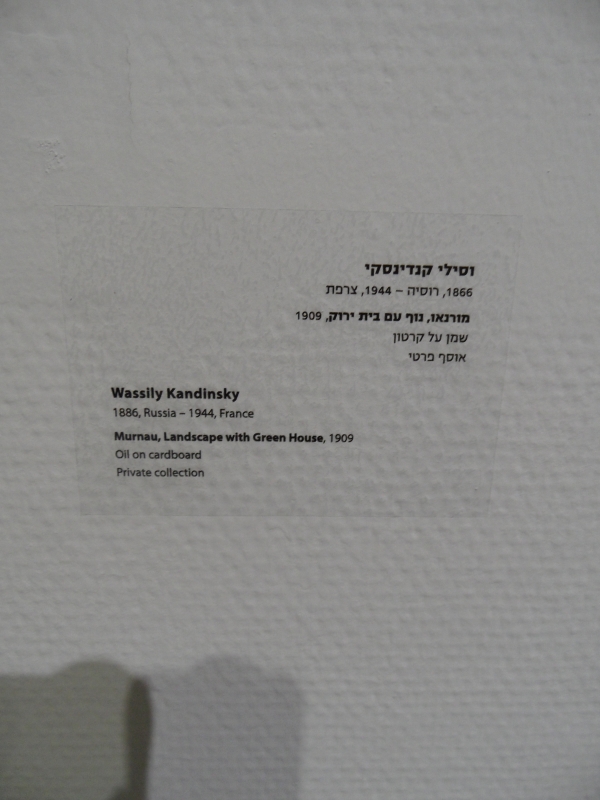 וסילי קנדינסקי
1866, רוסיה – 1944, צרפת
מורנאו, נוף עם בית ירוק, 1909
שמן על קרטון
אוסף פרטי
Wassily Kandinsky
1886, Russia – 1944, France
Murnau, Landscape with Green House, 1909
Oil on cardboard
Private collection